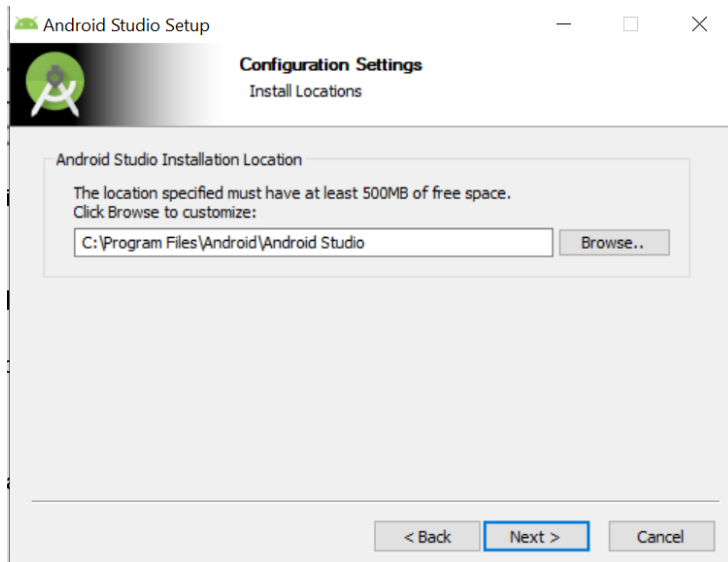 Android Studio Setup
Configuration Settings
Install Locations
Android Studio Installation Location
The location specified must have at least 500MB of free space.
Click Browse to customize:
C:\Program Files\Android\Android Studio
Browse..
< Back
Next >
Cancel